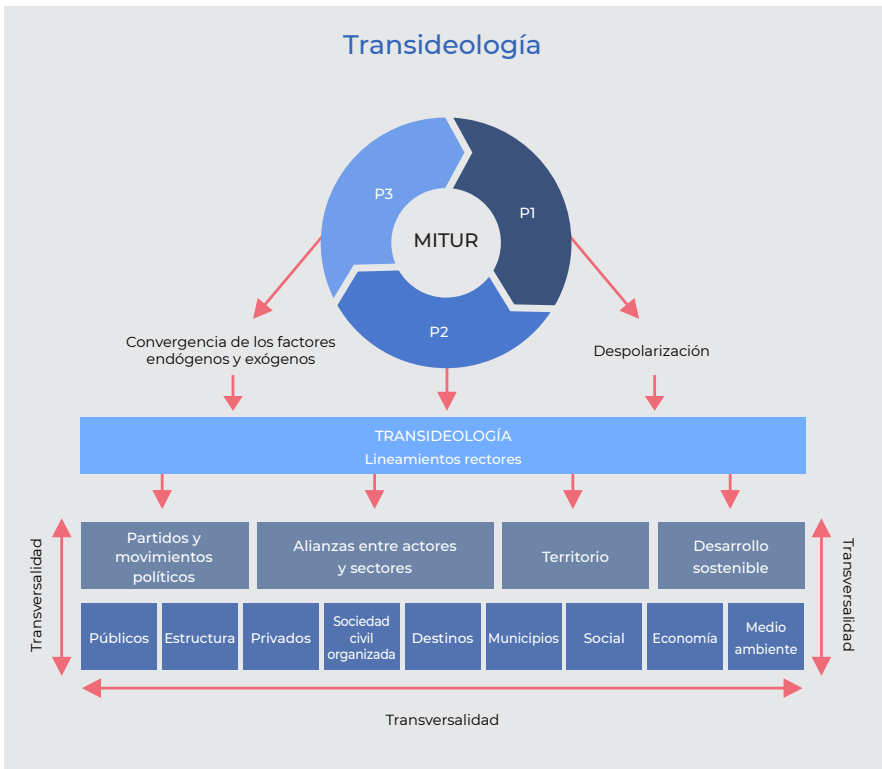 Transideología
P3
P1
MITUR
P2
Convergencia de los factores
endógenos y exógenos
Despolarización
TRANSIDEOLOGÍA
Lineamientos rectores
Transversalidad
Partidos y
movimientos
políticos
Alianzas entre actores
y sectores
Territorio
Desarrollo
sostenible
Transversalidad
Públicos
Estructura
Privados
Sociedad
civil
organizada
Destinos
Municipios
Social
Economía
Medio
ambiente
Transversalidad